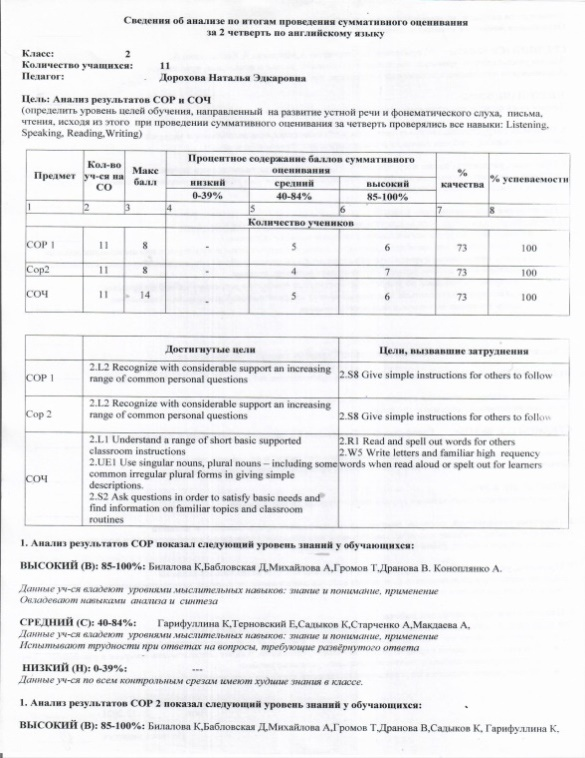 Сведения об анализе по итогам проведения суммативного оценивания
за 2 четверть по английскому языку
Класс: 2
Количество учащихся: 11
Педагог: Дорохова Наталья Эдкаровна
Цель: Анализ результатов СОР и СОЧ
(определить уровень целей обучения, направленный на развитие устной речи и фонематического слуха, письма,
чтения, исходя из этого при проведении суммативного оценивания за четверть проверялись все навыки: Listening,
Speaking, Reading,Writing)
Предмет Кол-во уч-ся на СО Макс балл Процентное содержание баллов суммативного оценивания % качества % успеваемости
низкий средний высокий
0-39% 40-84% 85-100%
1 2 3 4 5 6 7 8
Количество учеников
СОР 1 11 8 - 5 6 73 100
Сор2 11 8 - 4 7 73 100
СОЧ 11 14 - 5 6 73 100
Достигнутые цели Цели, вызвавшие затруднения
СОР 1 2.L2 Recognize with considerable support an increasing
range of common personal questions
2.S8 Give simple instructions for others to follow
Сор 2 2.L2 Recognize with considerable support an increasing
range of common personal questions
2.S8 Give simple instructions for others to follow
СОЧ 2.L1 Understand a range of short basic supported
classroom instructions
2.UE1 Use singular nouns, plural nouns – including some
common irregular plural forms in giving simple
descriptions.
2.S2 Ask questions in order to satisfy basic needs and
find information on familiar topics and classroom
routines
2.R1 Read and spell out words for others
2.W5 Write letters and familiar high requency
words when read aloud or spelt out for learners
1. Анализ результатов СОР показал следующий уровень знаний у обучающихся:
ВЫСОКИЙ (В): 85-100%: Билалова К,Бабловская Д,Михайлова А,Громов Т,Дранова В. Коноплянко А.
Данные уч-ся владеют уровнями мыслительных навыков: знание и понимание, применение
Овладевают навыками анализа и синтеза
СРЕДНИЙ (С): 40-84%: Гарифуллина К,Терновский Е,Садыков К,Старченко А,Макдаева А,
Данные уч-ся владеют уровнями мыслительных навыков: знание и понимание, применение
Испытывают трудности при ответах на вопросы, требующие развёрнутого ответа
НИЗКИЙ (Н): 0-39%: ---
Данные уч-ся по всем контрольным срезам имеют худшие знания в классе.
1. Анализ результатов СОР 2 показал следующий уровень знаний у обучающихся:
ВЫСОКИЙ (В): 85-100%: Билалова К,Бабловская Д,Михайлова А,Громов Т,Дранова В,Садыков К, Гарифуллина К.